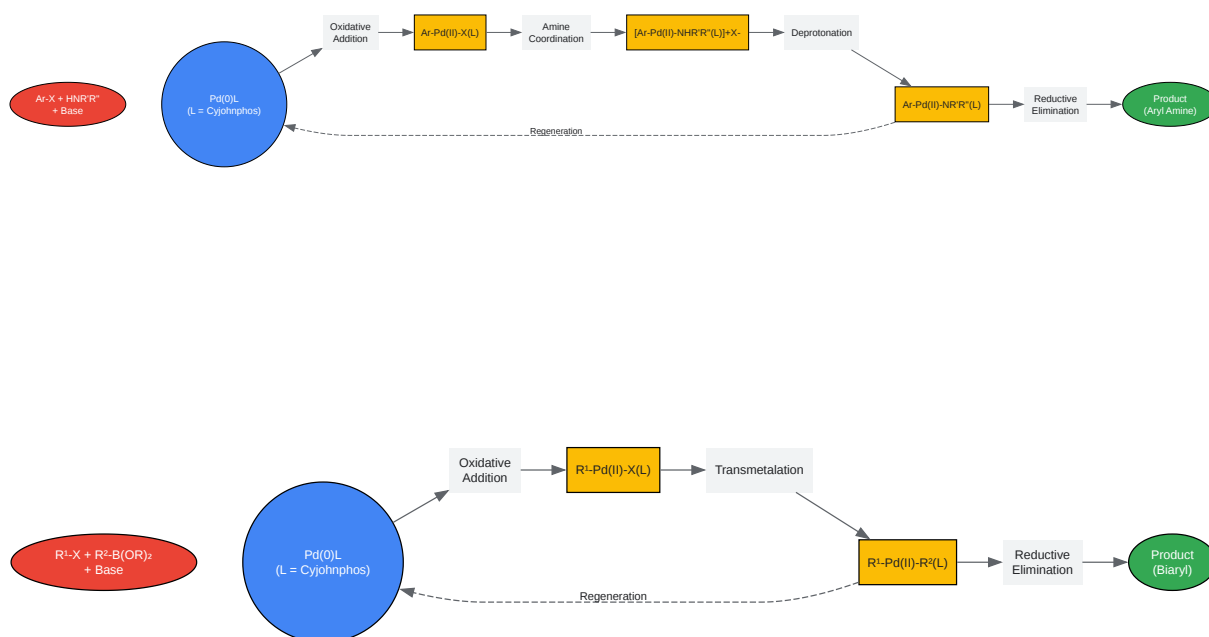 Oxidative
Addition
Ar-Pd(II)-X(L)
Amine
Coordination
[Ar-Pd(II)-NHR'R"(L)]+X-
Deprotonation
Ar-X + HNR'R"
+ Base
Pd(0)L
(L = Cyjohnphos)
Ar-Pd(II)-NR'R"(L)
Reductive
Elimination
Product
(Aryl Amine)
Regeneration
Oxidative
Addition
R¹-Pd(II)-X(L)
Transmetalation
R¹-X + R²-B(OR)₂
+ Base
Pd(0)L
(L = Cyjohnphos)
R¹-Pd(II)-R²(L)
Reductive
Elimination
Product
(Biaryl)
Regeneration